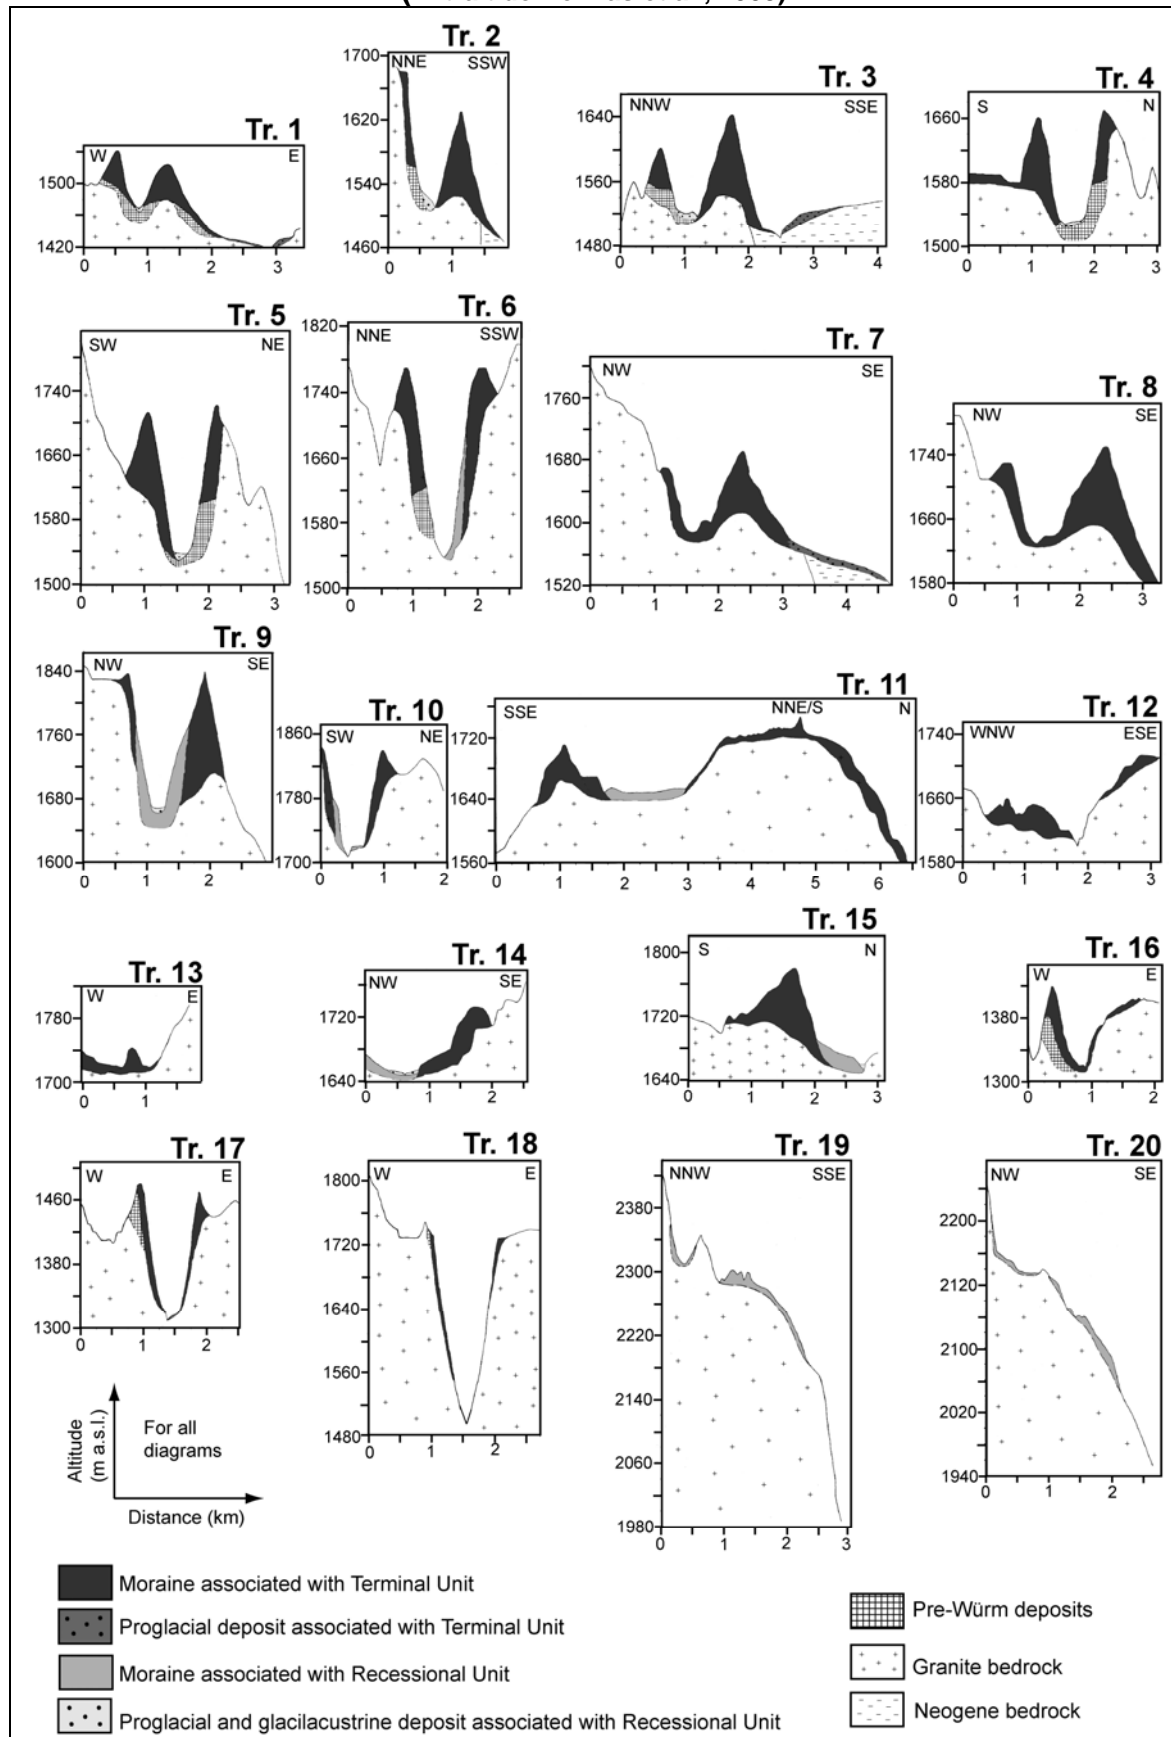 Tr. 1
W E
1500
1420
0 1 2 3
Tr. 2
1700
NNE SSW
1620
1540
1460
0 1
Tr. 3
NNW SSE
1640
1560
1480
0 1 2 3 4
Tr. 4
S N
1660
1580
1500
0 1 2 3
Tr. 5
SW NE
1740
1660
1580
1500
0 1 2 3
Tr. 6
1820
NNE SSW
1740
1660
1580
1500
0 1 2
Tr. 7
NW SE
1760
1680
1600
1520
0 1 2 3 4
Tr. 8
NW SE
1740
1660
1580
0 1 2 3
Tr. 9
NW SE
1840
1760
1680
1600
0 1 2
Tr. 10
1860
SW NE
1780
1700
0 1 2
Tr. 11
SSE NNE/S N
1720
1640
1560
0 1 2 3 4 5 6
Tr. 12
1740
WNW ESE
1660
1580
0 1 2 3
Tr. 13
W E
1780
1700
0 1
Tr. 14
NW SE
1720
1640
0 1 2
Tr. 15
S N
1800
1720
1640
0 1 2 3
Tr. 16
W E
1380
1300
0 1 2
Tr. 17
W E
1460
1380
1300
0 1 2
Tr. 18
W E
1800
1720
1640
1560
1480
0 1 2
Tr. 19
NNW SSE
2380
2300
2220
2140
2060
1980
0 1 2 3
Tr. 20
NW SE
2200
2120
2100
2020
1940
0 1 2
Altitude
(m a.s.l.)
For all
diagrams
Distance (km)
Moraine associated with Terminal Unit
Proglacial deposit associated with Terminal Unit
Moraine associated with Recessional Unit
Proglacial and glacilacustrine deposit associated with Recessional Unit
Pre-Würm deposits
Granite bedrock
Neogene bedrock